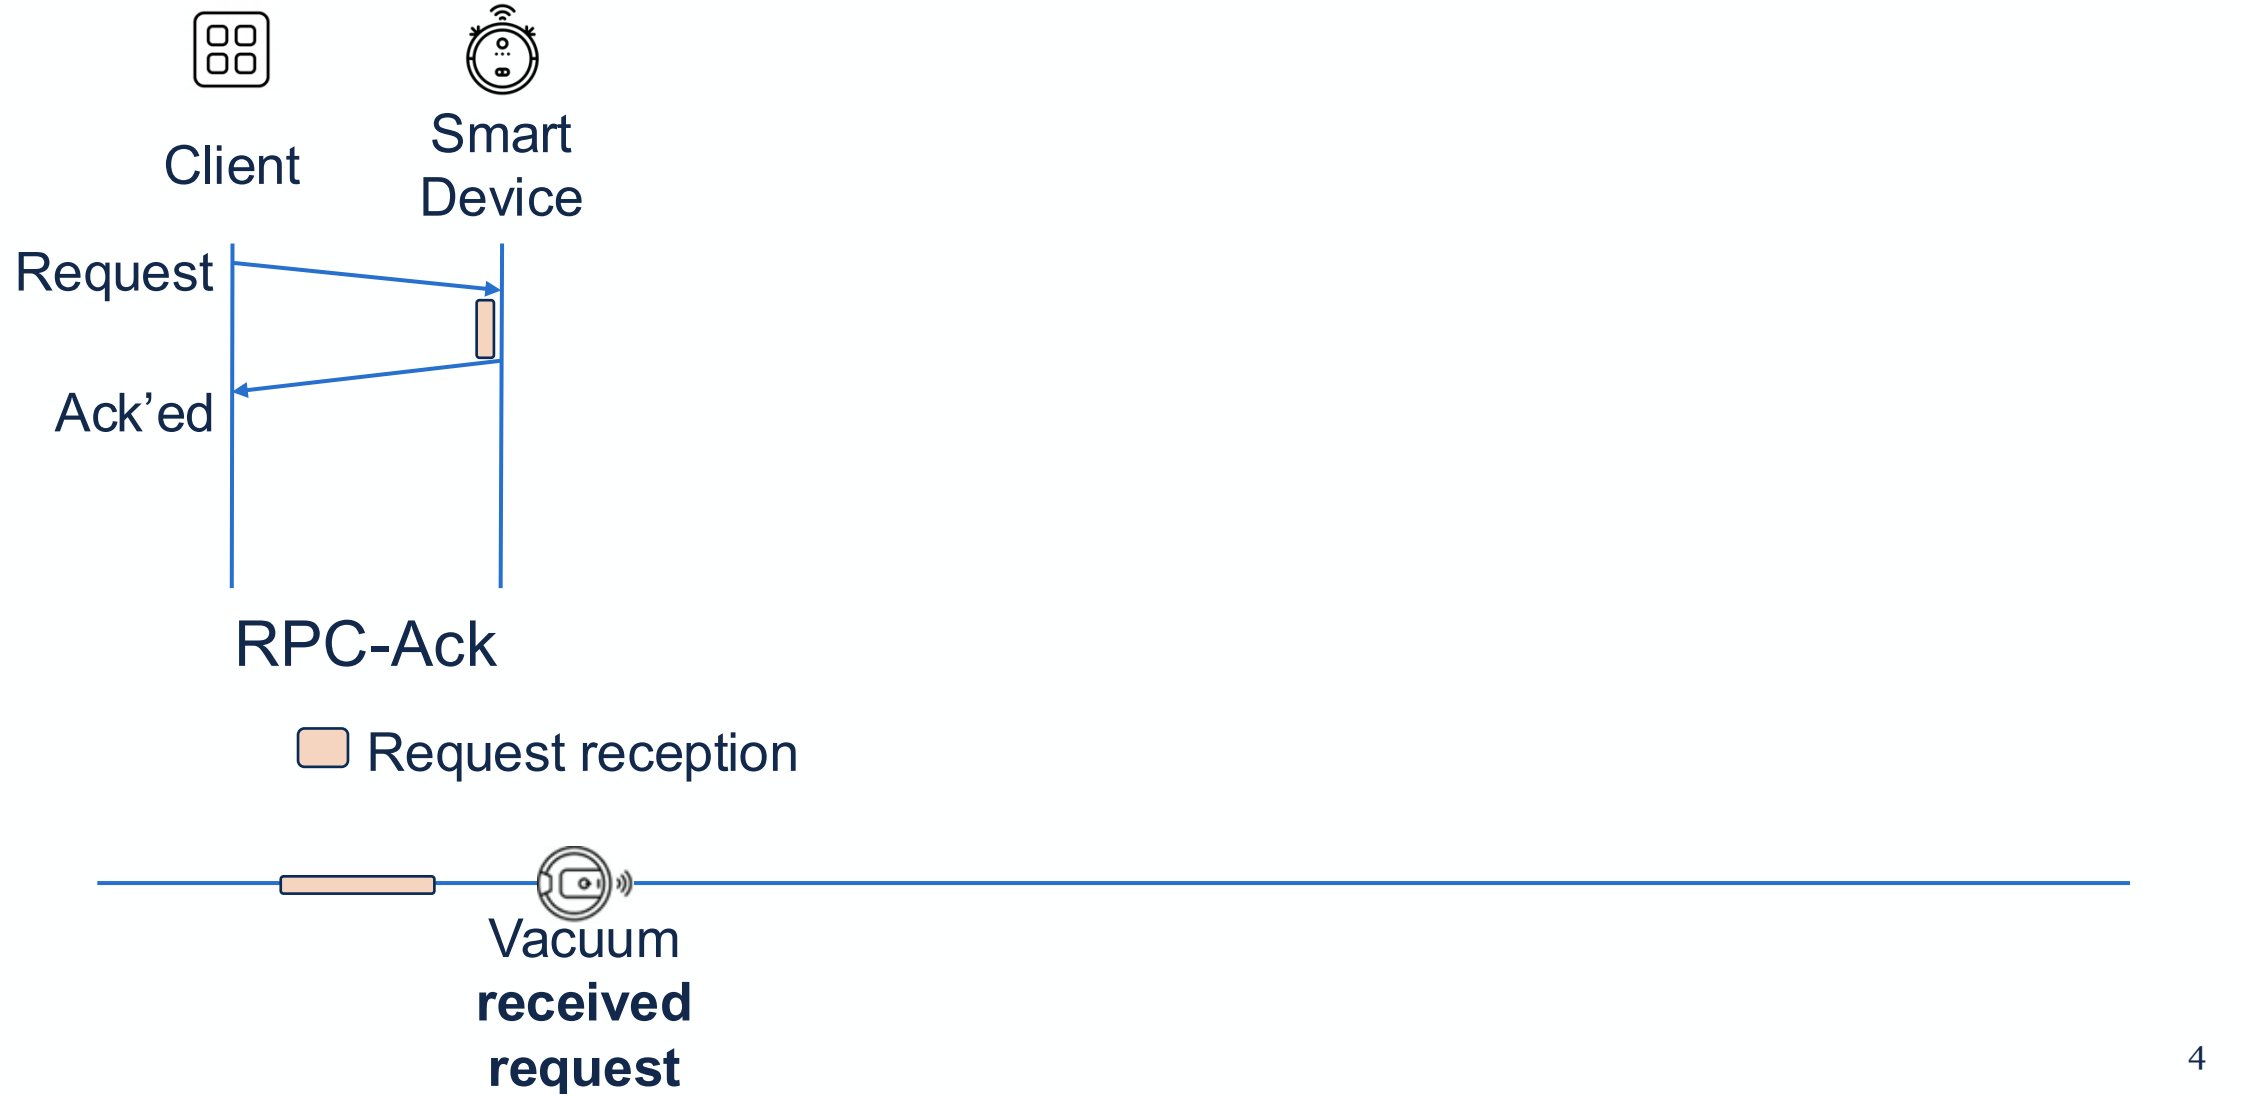 Client
Smart
Device
Request
Ack’ed
RPC-Ack
Request reception
Vacuum
received
request
4